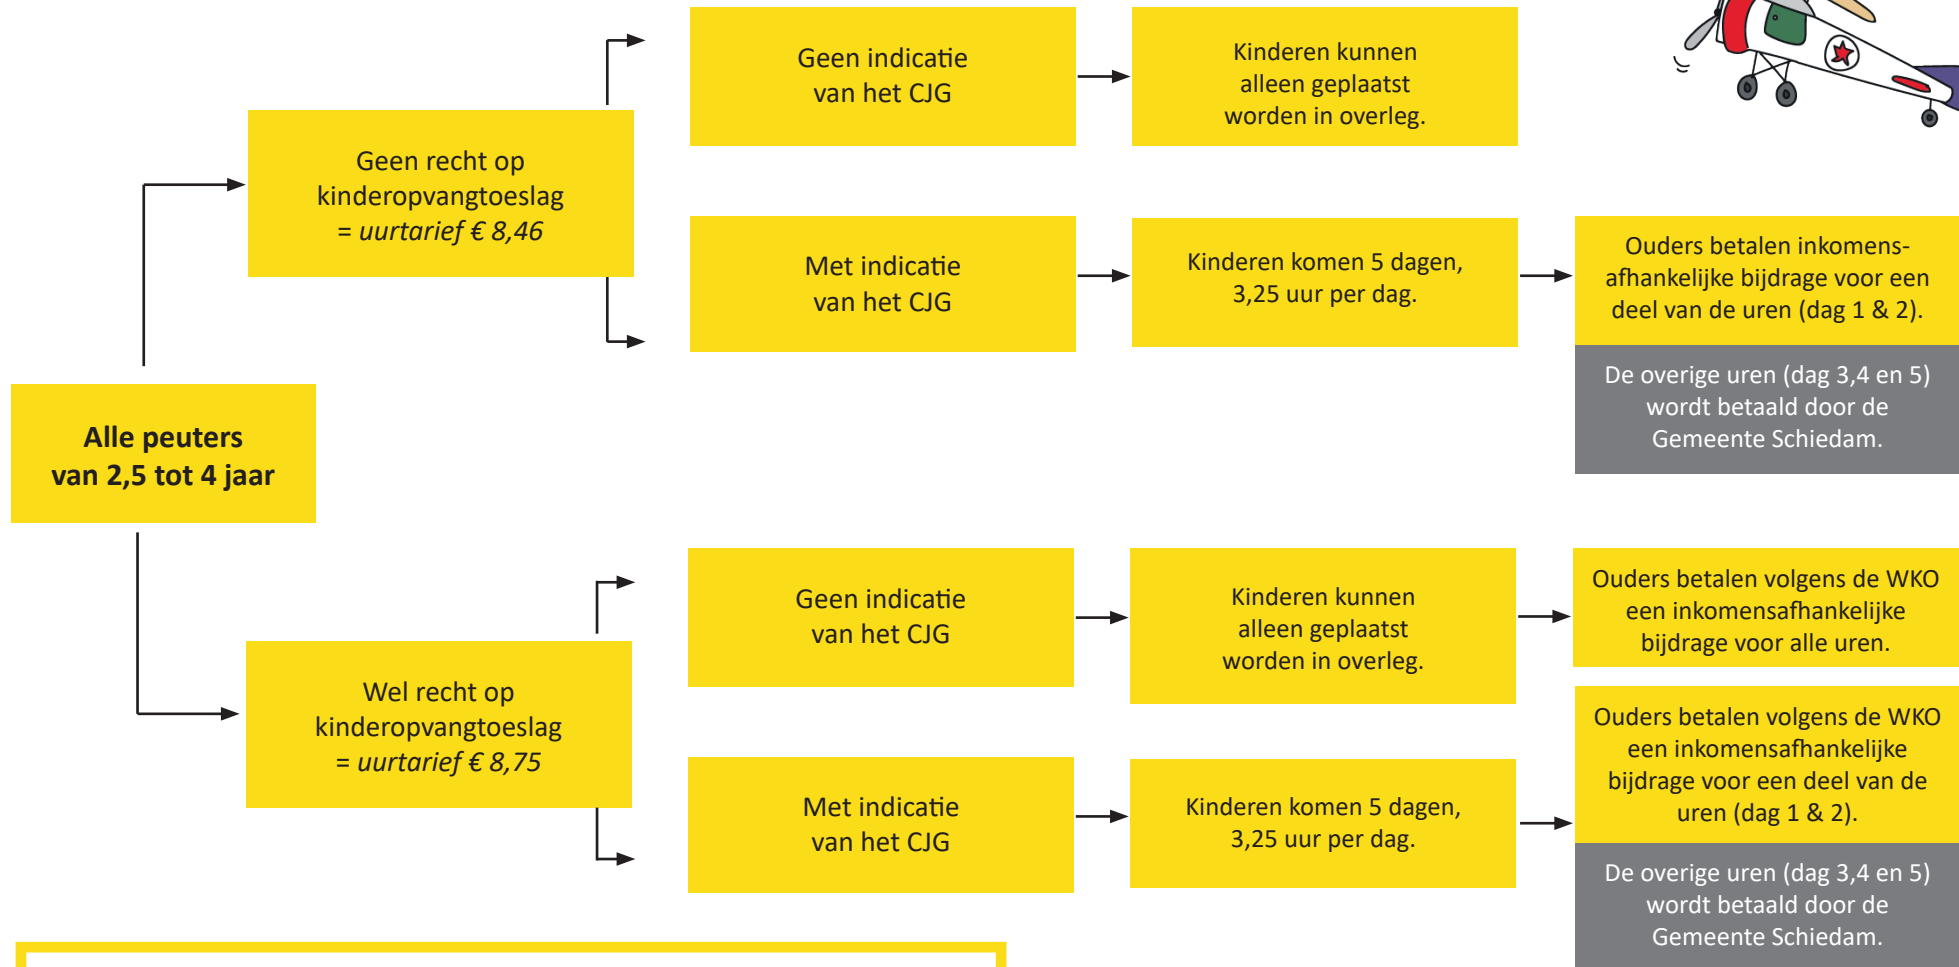 Alle peuters
van 2,5 tot 4 jaar
Geen recht op
kinderopvangtoeslag
= uurtarief € 8,46
Geen indicatie
van het CJG
Kinderen kunnen
alleen geplaatst
worden in overleg.
Met indicatie
van het CJG
Kinderen komen 5 dagen,
3,25 uur per dag.
Ouders betalen inkomens-
afhankelijke bijdrage voor een
deel van de uren (dag 1 & 2).
De overige uren (dag 3,4 en 5)
wordt betaald door de
Gemeente Schiedam.
Wel recht op
kinderopvangtoeslag
= uurtarief € 8,75
Geen indicatie
van het CJG
Kinderen kunnen
alleen geplaatst
worden in overleg.
Ouders betalen volgens de WKO
een inkomensafhankelijke
bijdrage voor alle uren.
Met indicatie
van het CJG
Kinderen komen 5 dagen,
3,25 uur per dag.
Ouders betalen volgens de WKO
een inkomensafhankelijke
bijdrage voor een deel van de
uren (dag 1 & 2).
De overige uren (dag 3,4 en 5)
wordt betaald door de
Gemeente Schiedam.